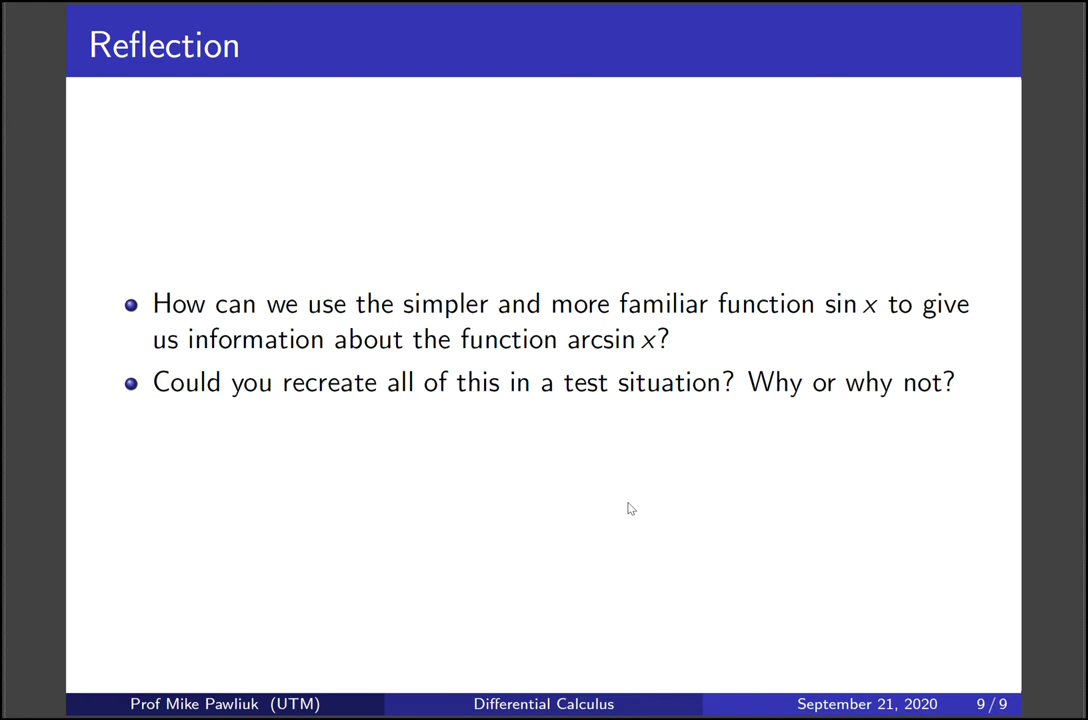 Reflection
How can we use the simpler and more familiar function sin x to give
us information about the function arcsin x?
Could you recreate all of this in a test situation? Why or why not?
Prof Mike Pawliuk (UTM) Differential Calculus September 21, 2020 9 / 9